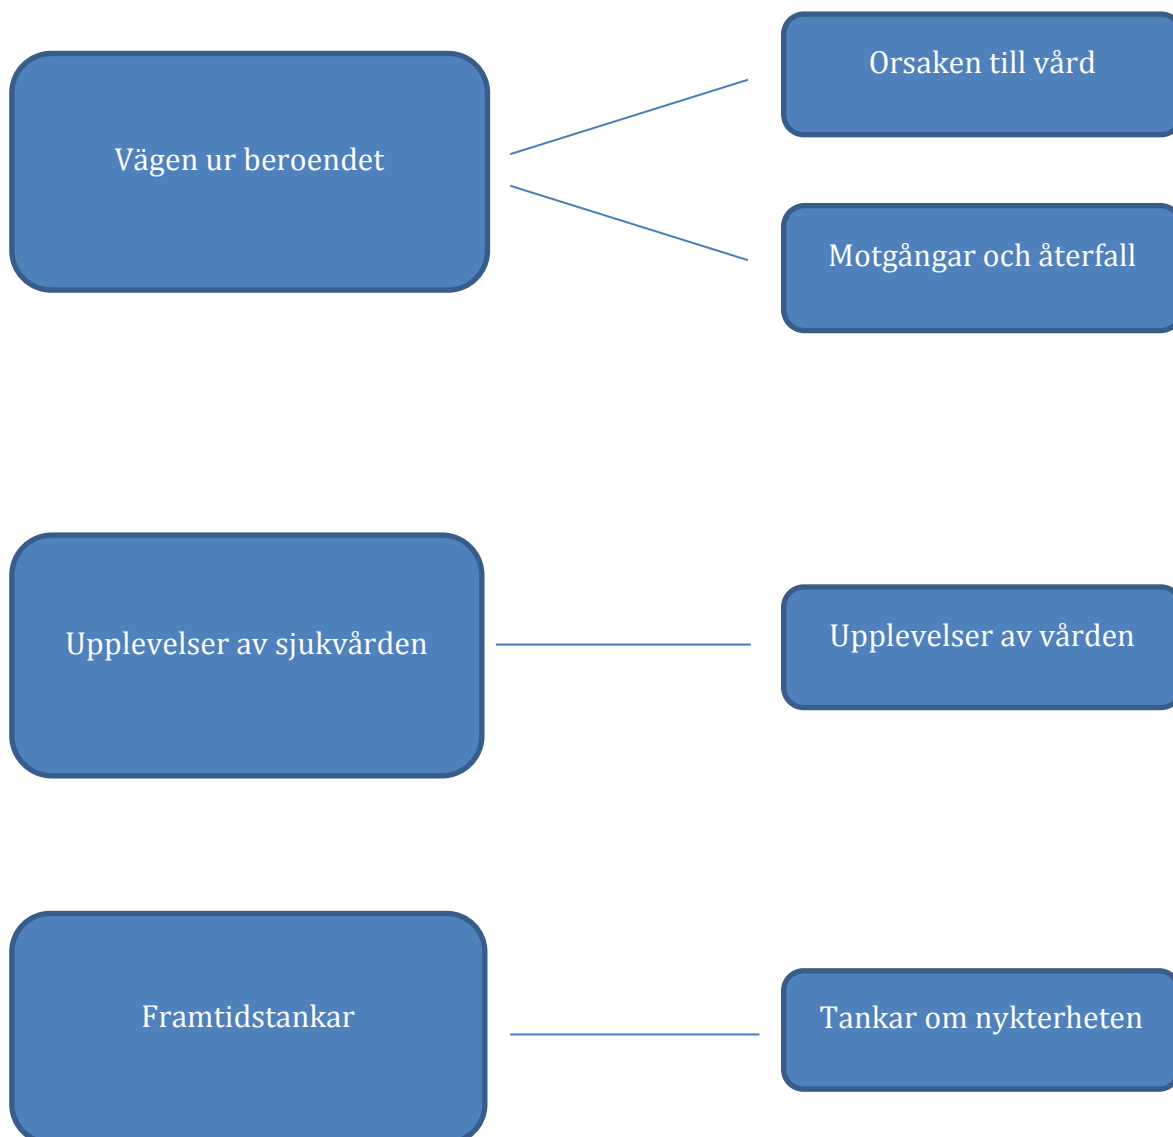 Orsaken till vård
Vägen ur beroendet
Motgångar och återfall
Upplevelser av sjukvården
Upplevelser av vården
Framtidstankar
Tankar om nykterheten